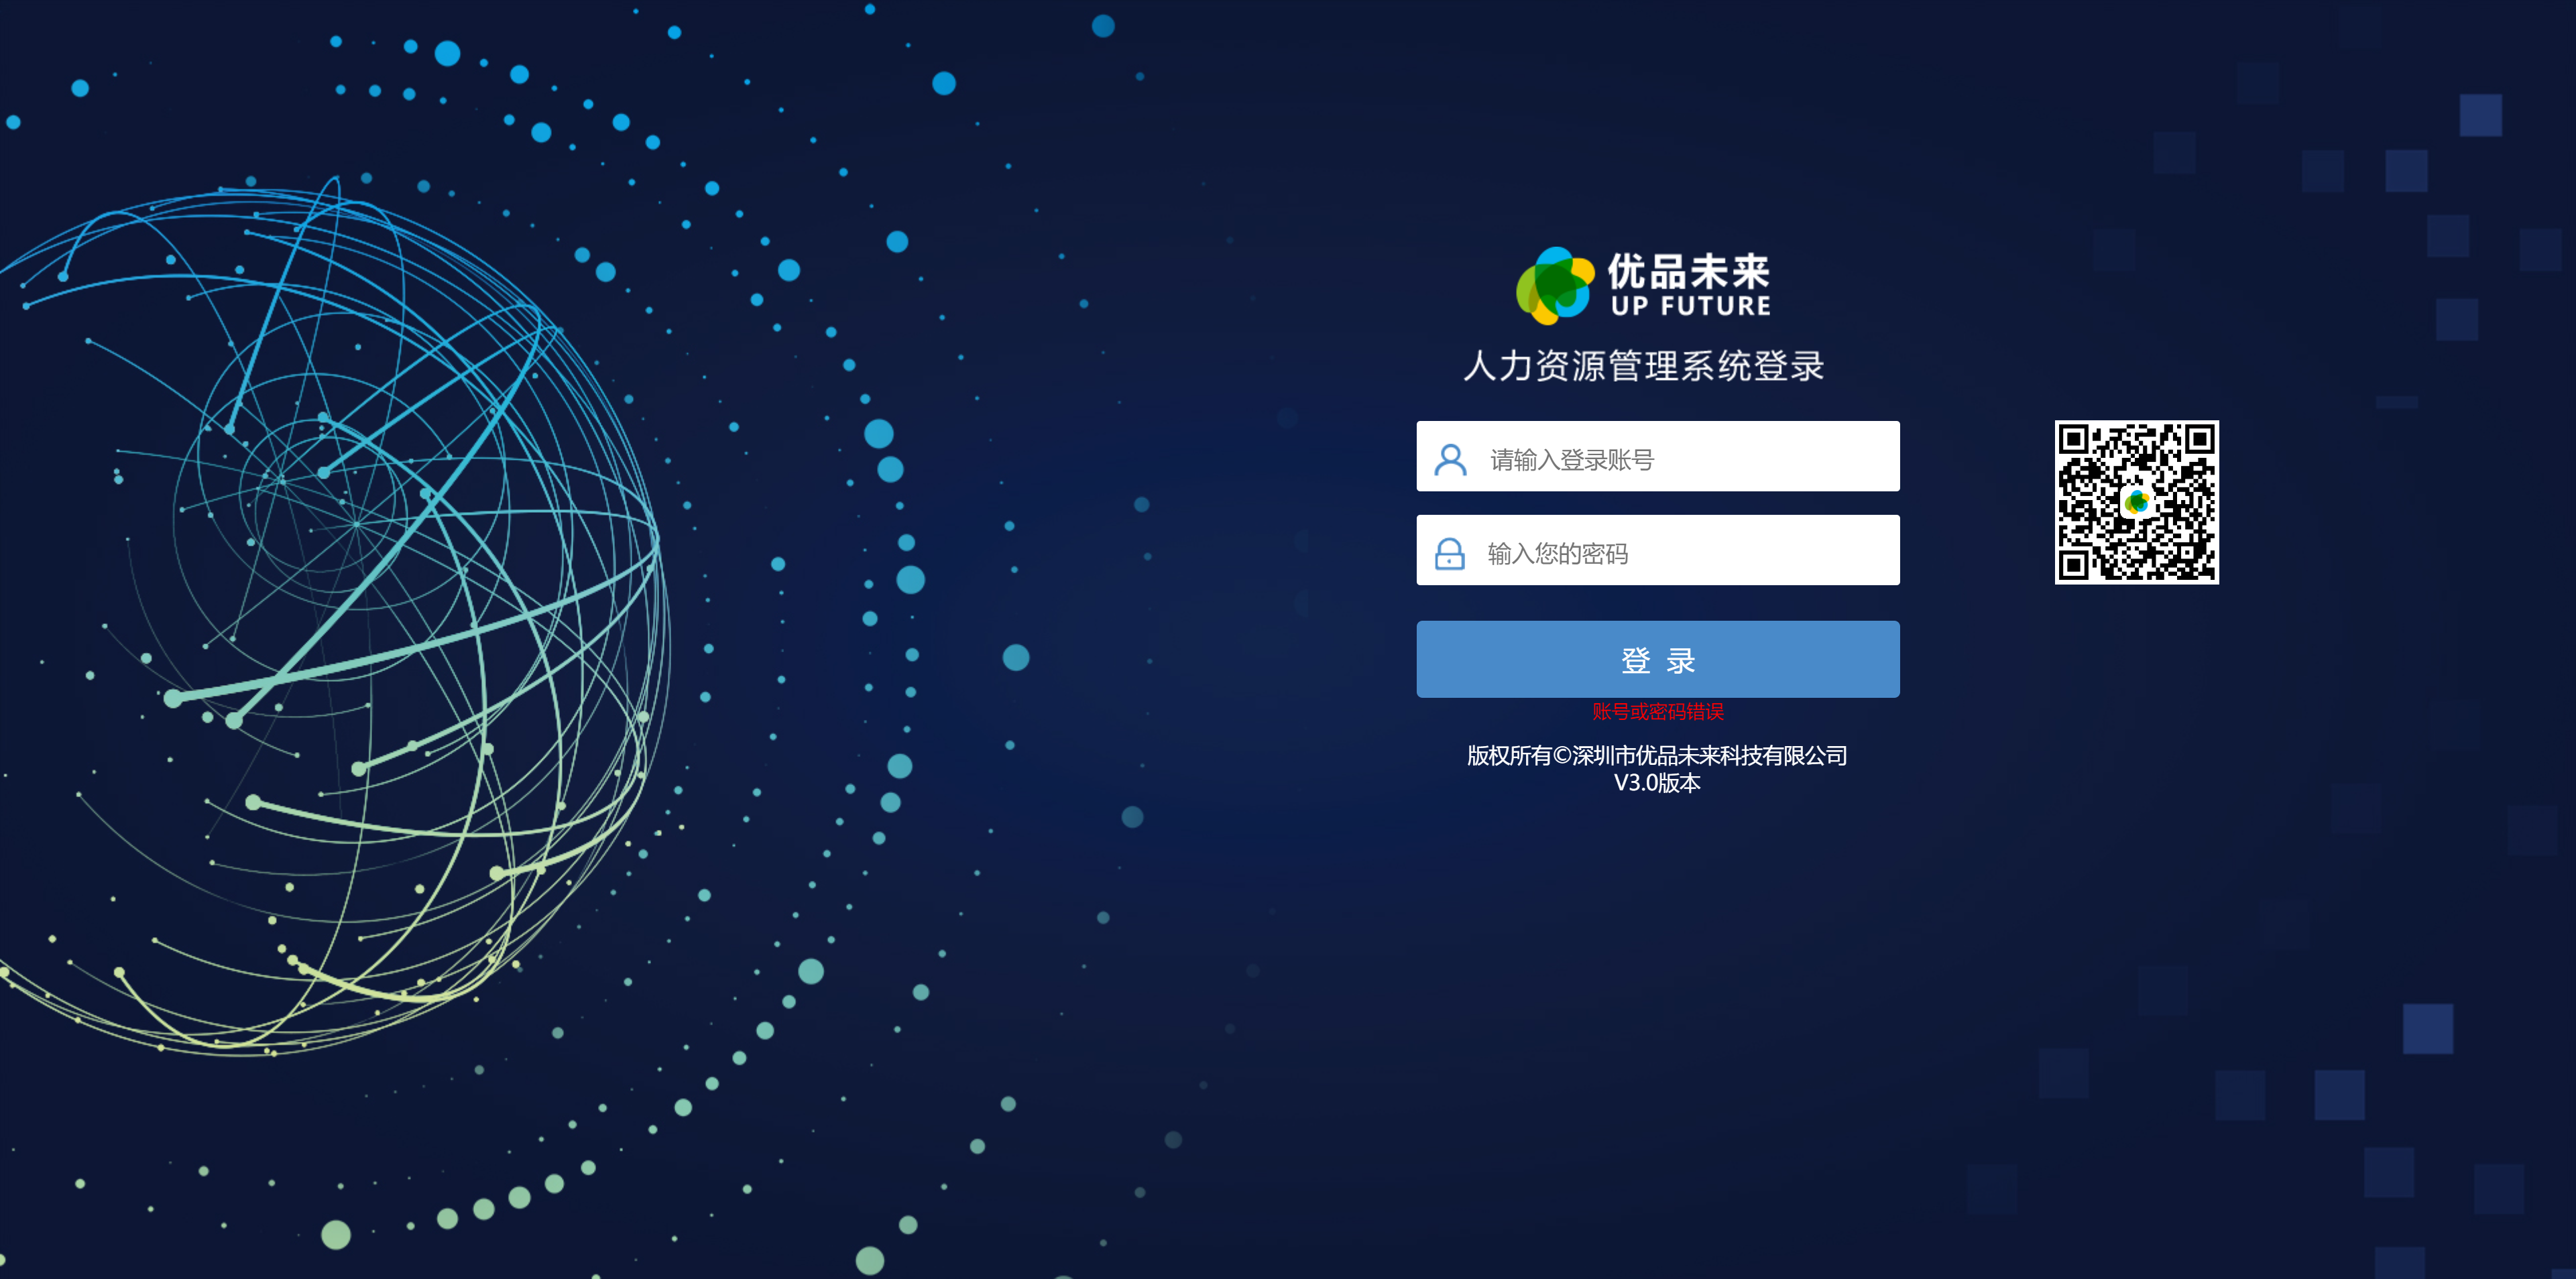 优品未来
UP FUTURE
人力资源管理系统登录
请输入登录账号
输入您的密码
登 录
账号或密码错误
版权所有©深圳市优品未来科技有限公司
V3.0版本